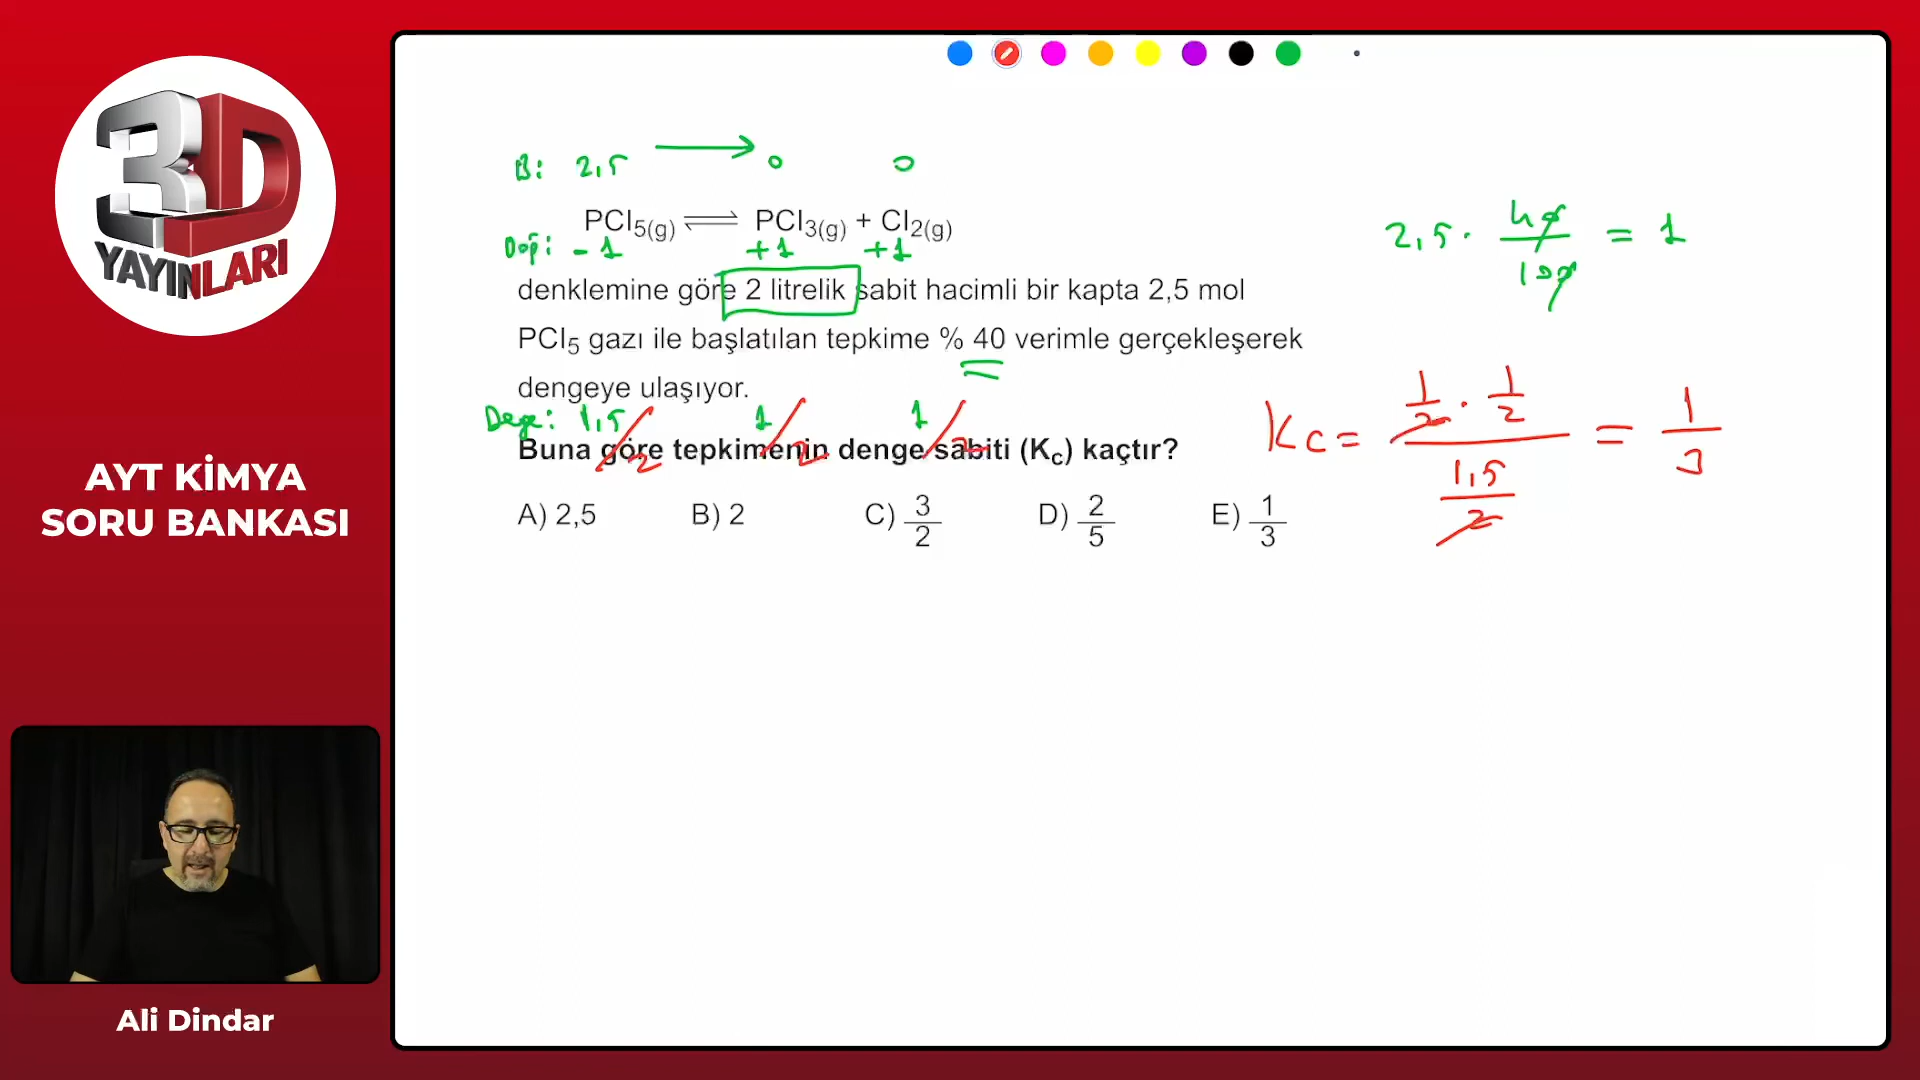 3D
YAYINLARI
AYT KİMYA
SORU BANKASI
Ali Dindar
B: 2,5 → 0 0
PCl5(g) ⇌ PCl3(g) + Cl2(g)
Değ: -1 +1 +1
denklemine göre 2 litrelik sabit hacimli bir kapta 2,5 mol
PCl5 gazı ile başlatılan tepkime % 40 verimle gerçekleşerek
dengeye ulaşıyor.
Denge: 1,5/2 1/2 1/2
Buna göre tepkimenin denge sabiti (Kc) kaçtır?
A) 2,5 B) 2 C) 3/2 D) 2/5 E) 1/3
2,5 · 40/100 = 1
Kc = (1/2 · 1/2)/(1,5/2) = 1/3